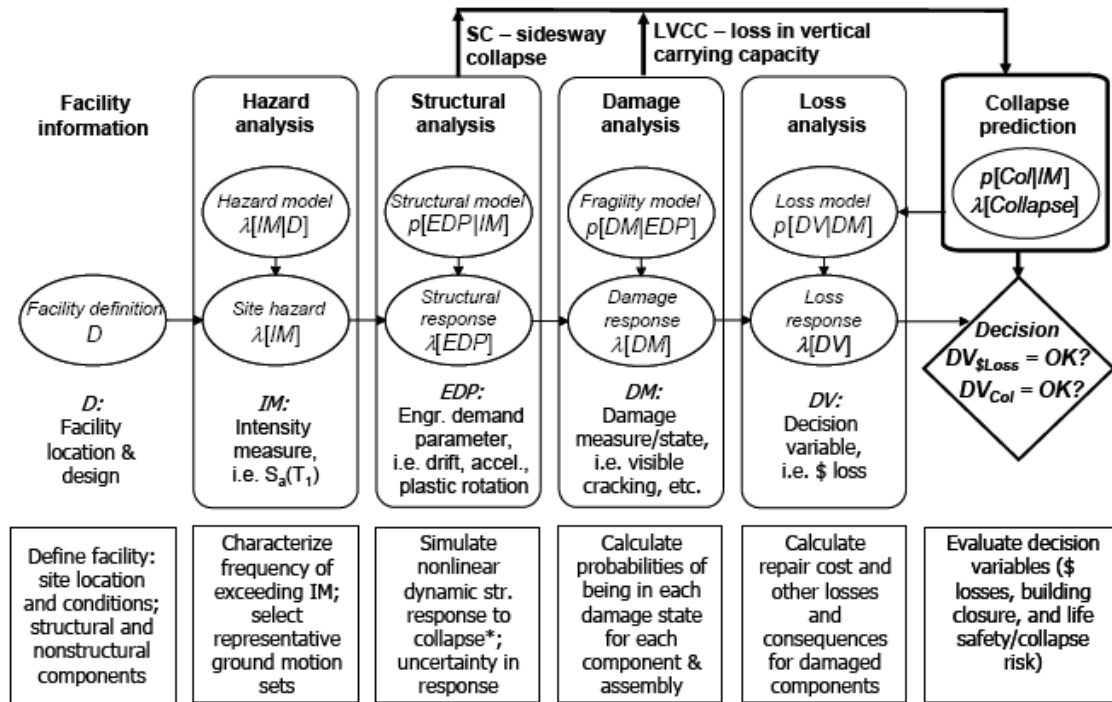 SC – sidesway
collapse
LVCC – loss in vertical
carrying capacity
Facility
information
Hazard
analysis
Structural
analysis
Damage
analysis
Loss
analysis
Collapse
prediction
p[Col|IM]
λ[Collapse]
Hazard model
λ[IM|D]
Structural model
p[EDP|IM]
Fragility model
p[DM|EDP]
Loss model
p[DV|DM]
Facility definition
D
Site hazard
λ[IM]
Structural
response
λ[EDP]
Damage
response
λ[DM]
Loss
response
λ[DV]
Decision
DV$Loss = OK?
DVCol = OK?
D:
Facility
location &
design
IM:
Intensity
measure,
i.e. Sa(T1)
EDP:
Engr. demand
parameter,
i.e. drift, accel.,
plastic rotation
DM:
Damage
measure/state,
i.e. visible
cracking, etc.
DV:
Decision
variable,
i.e. $ loss
Define facility:
site location
and conditions;
structural and
nonstructural
components
Characterize
frequency of
exceeding IM;
select
representative
ground motion
sets
Simulate
nonlinear
dynamic str.
response to
collapse*;
uncertainty in
response
Calculate
probabilities of
being in each
damage state
for each
component &
assembly
Calculate
repair cost and
other losses
and
consequences
for damaged
components
Evaluate decision
variables ($
losses, building
closure, and life
safety/collapse
risk)